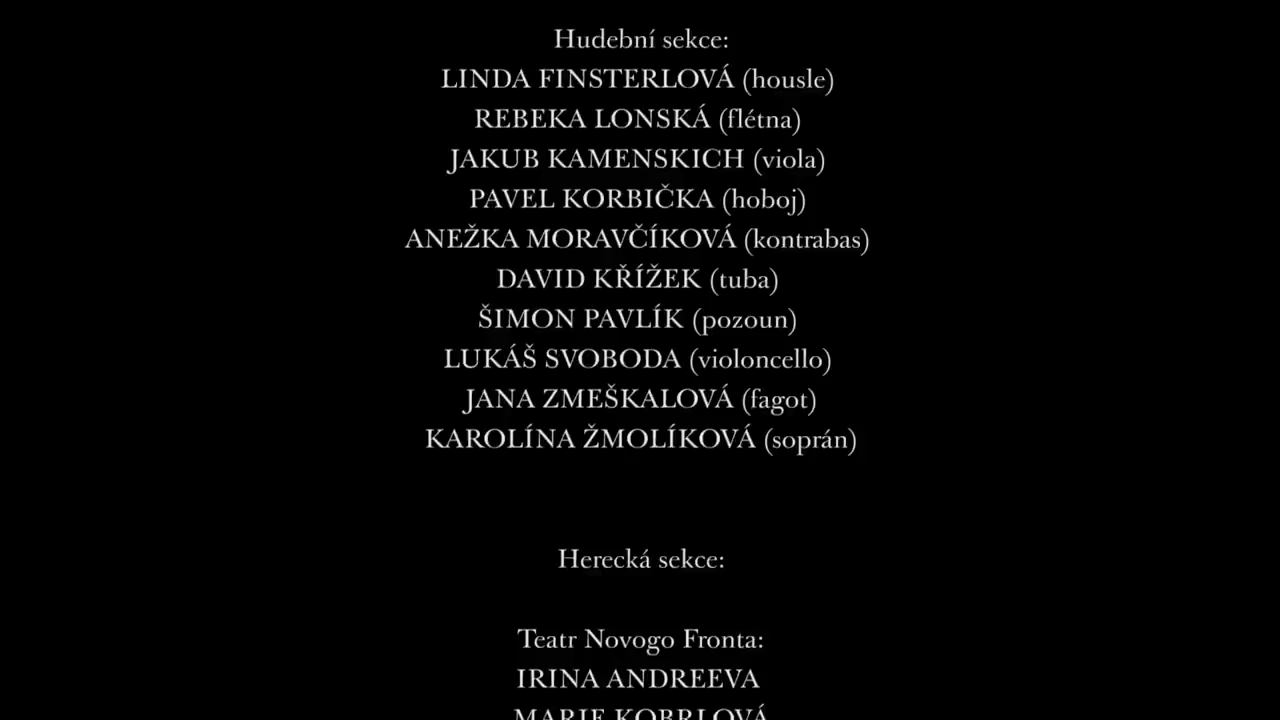 Hudební sekce:
LINDA FINSTERLOVÁ (housle)
REBEKA LONSKÁ (flétna)
JAKUB KAMENSKICH (viola)
PAVEL KORBIČKA (hoboj)
ANEŽKA MORAVČÍKOVÁ (kontrabas)
DAVID KŘÍŽEK (tuba)
ŠIMON PAVLÍK (pozoun)
LUKÁŠ SVOBODA (violoncello)
JANA ZMEŠKALOVÁ (fagot)
KAROLÍNA ŽMOLÍKOVÁ (soprán)
Herecká sekce:
Teatr Novogo Fronta:
IRINA ANDREEVA
MARIE KOBRLOVÁ